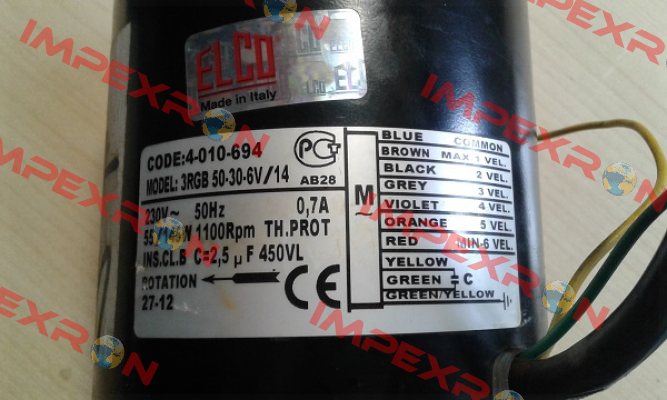 ELCO
Made in Italy
CODE:4-010-694
MODEL: 3RGB 50-30-6V/14
AB28
230V~ 50Hz 0,7A
1100Rpm TH.PROT
INS.CL.B C=2,5 µF 450VL
ROTATION
27-12
CE
M
~
BLUE COMMON
BROWN MAX 1 VEL.
BLACK 2 VEL.
GREY 3 VEL.
VIOLET 4 VEL.
ORANGE 5 VEL.
RED MIN-6 VEL.
YELLOW
GREEN C
GREEN/YELLOW
IMPEXRON
IMPEXRON
IMPEXRON
IMPEXRON
IMPEXRON